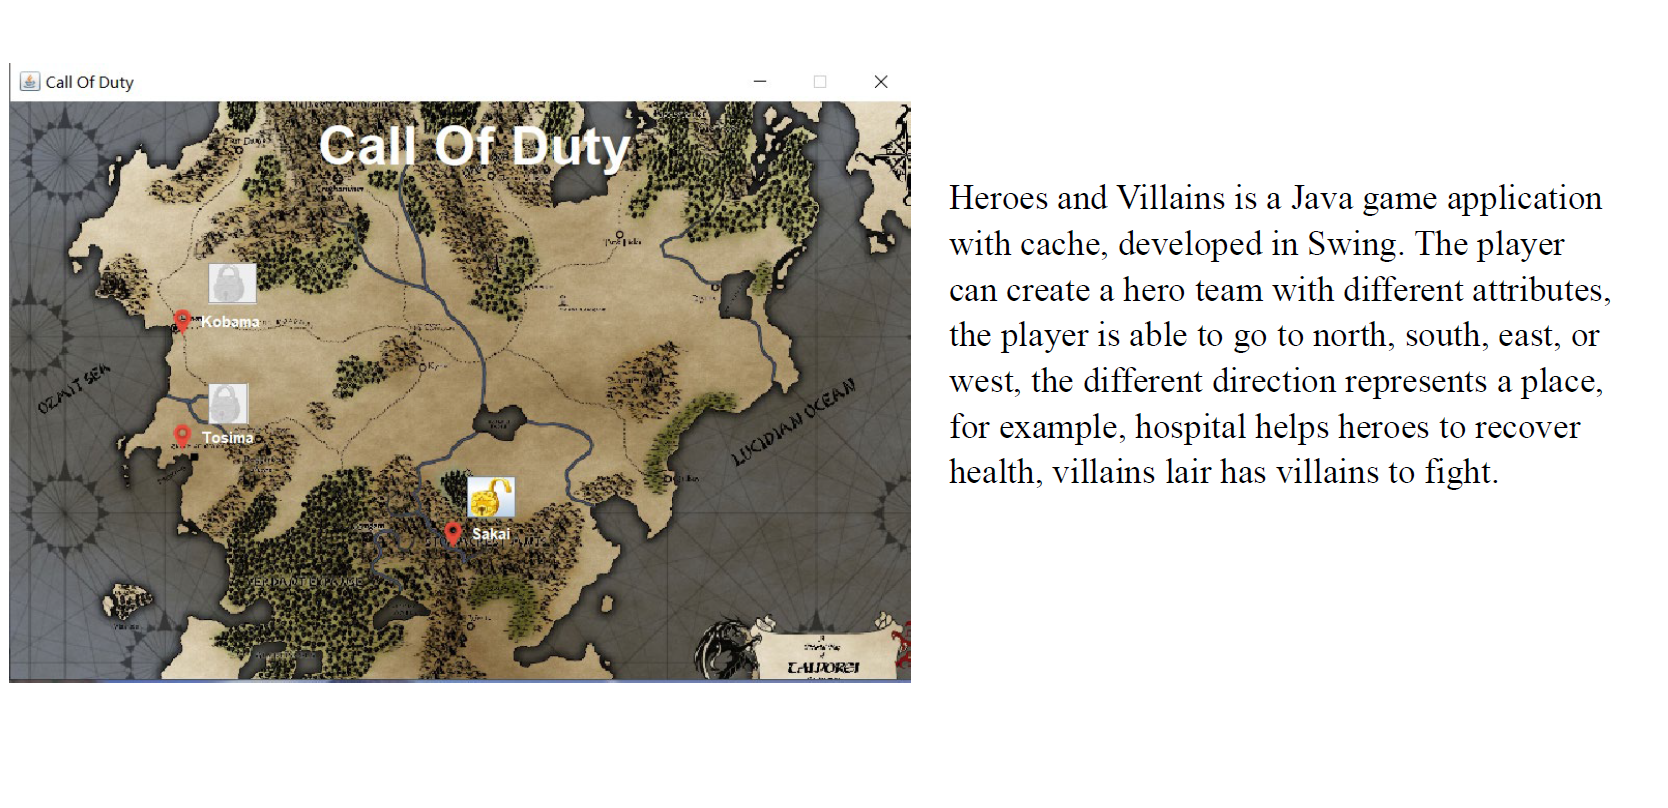 Call Of Duty
Call Of Duty
Kobama
OZMIT SEA
Tosima
LUCIDIAN OCEAN
Sakai
Heroes and Villains is a Java game application
with cache, developed in Swing. The player
can create a hero team with different attributes,
the player is able to go to north, south, east, or
west, the different direction represents a place,
for example, hospital helps heroes to recover
health, villains lair has villains to fight.